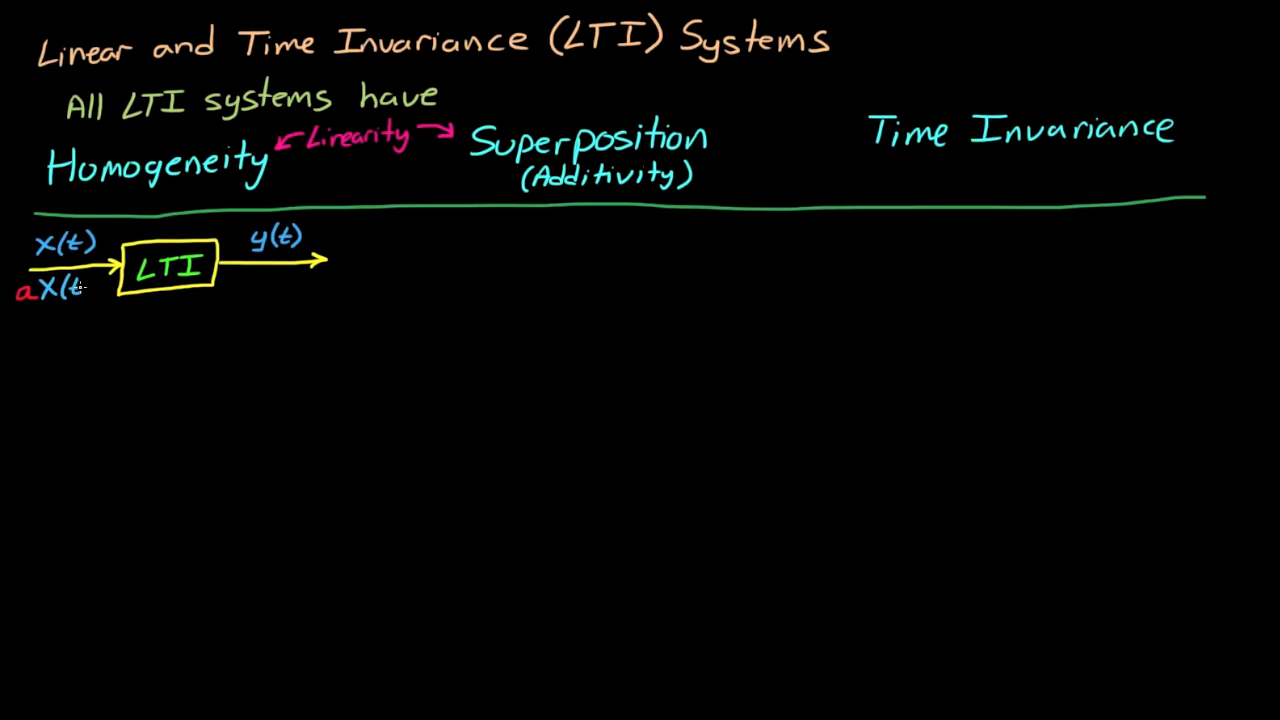 Linear and Time Invariance (LTI) Systems
All LTI systems have
Homogeneity ← Linearity → Superposition Time Invariance
(Additivity)
x(t) LTI y(t)
ax(t